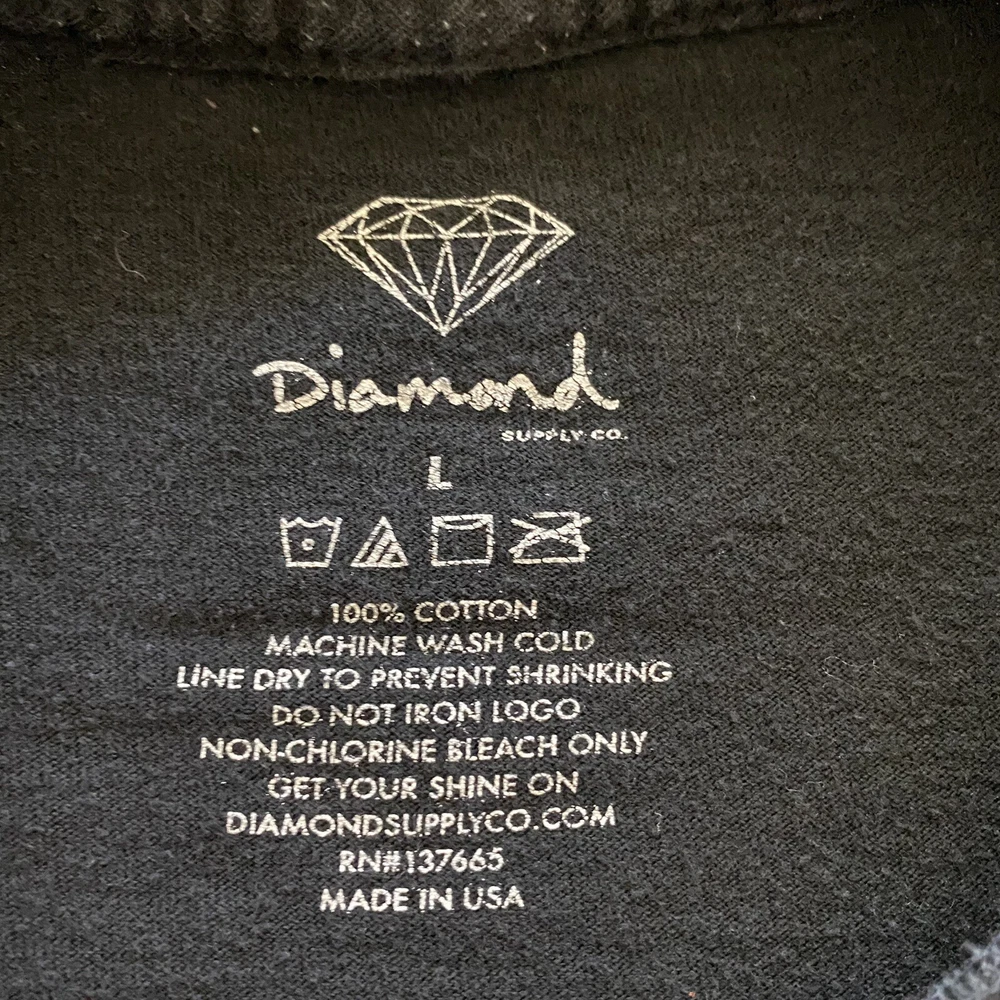 Diamond
SUPPLY CO.
L
100% COTTON
MACHINE WASH COLD
LINE DRY TO PREVENT SHRINKING
DO NOT IRON LOGO
NON-CHLORINE BLEACH ONLY
GET YOUR SHINE ON
DIAMONDSUPPLYCO.COM
RN#137665
MADE IN USA